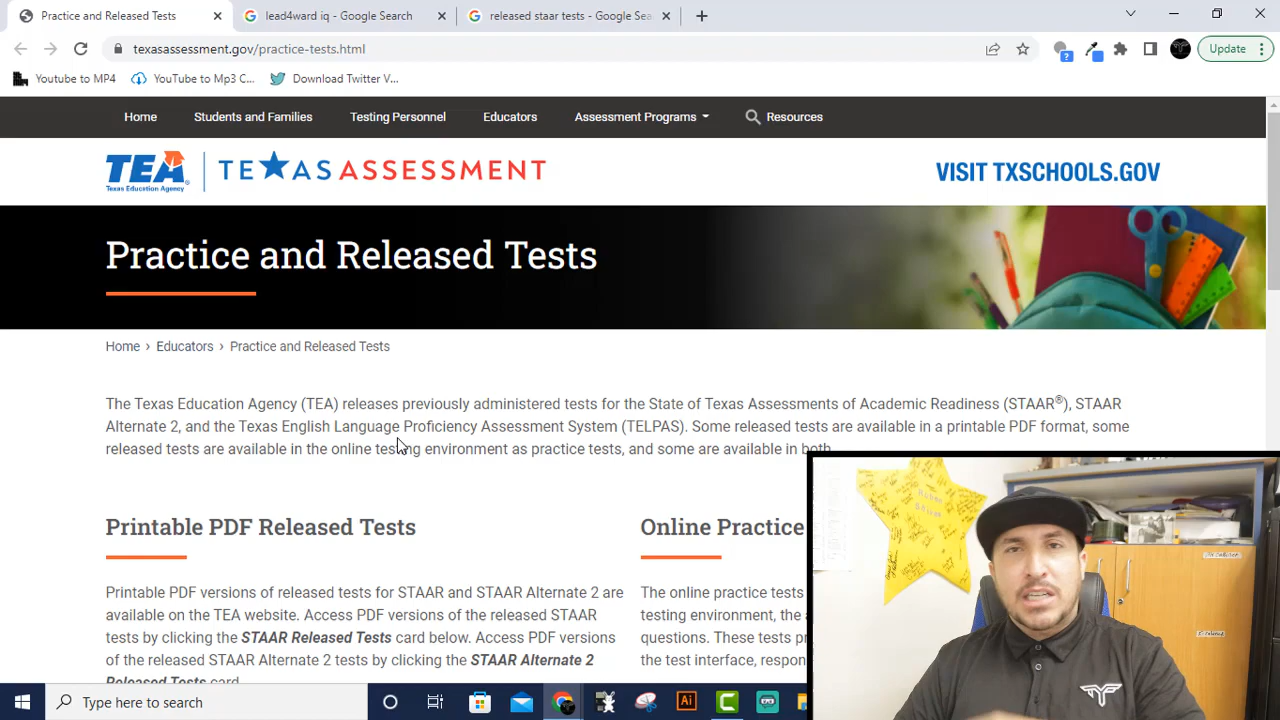 Practice and Released Tests
lead4ward iq - Google Search
released staar tests - Google Sea
texasassessment.gov/practice-tests.html
Update
Youtube to MP4
YouTube to Mp3 C...
Download Twitter V...
Home
Students and Families
Testing Personnel
Educators
Assessment Programs
Resources
TEA
Texas Education Agency
TEXAS ASSESSMENT
VISIT TXSCHOOLS.GOV
Practice and Released Tests
Home › Educators › Practice and Released Tests
The Texas Education Agency (TEA) releases previously administered tests for the State of Texas Assessments of Academic Readiness (STAAR®), STAAR
Alternate 2, and the Texas English Language Proficiency Assessment System (TELPAS). Some released tests are available in a printable PDF format, some
released tests are available in the online testing environment as practice tests, and some are available in both.
Printable PDF Released Tests
Printable PDF versions of released tests for STAAR and STAAR Alternate 2 are
available on the TEA website. Access PDF versions of the released STAAR
tests by clicking the STAAR Released Tests card below. Access PDF versions
of the released STAAR Alternate 2 tests by clicking the STAAR Alternate 2
Released Tests card
Online Practice
The online practice tests
testing environment, the a
questions. These tests pr
the test interface, respon
Type here to search